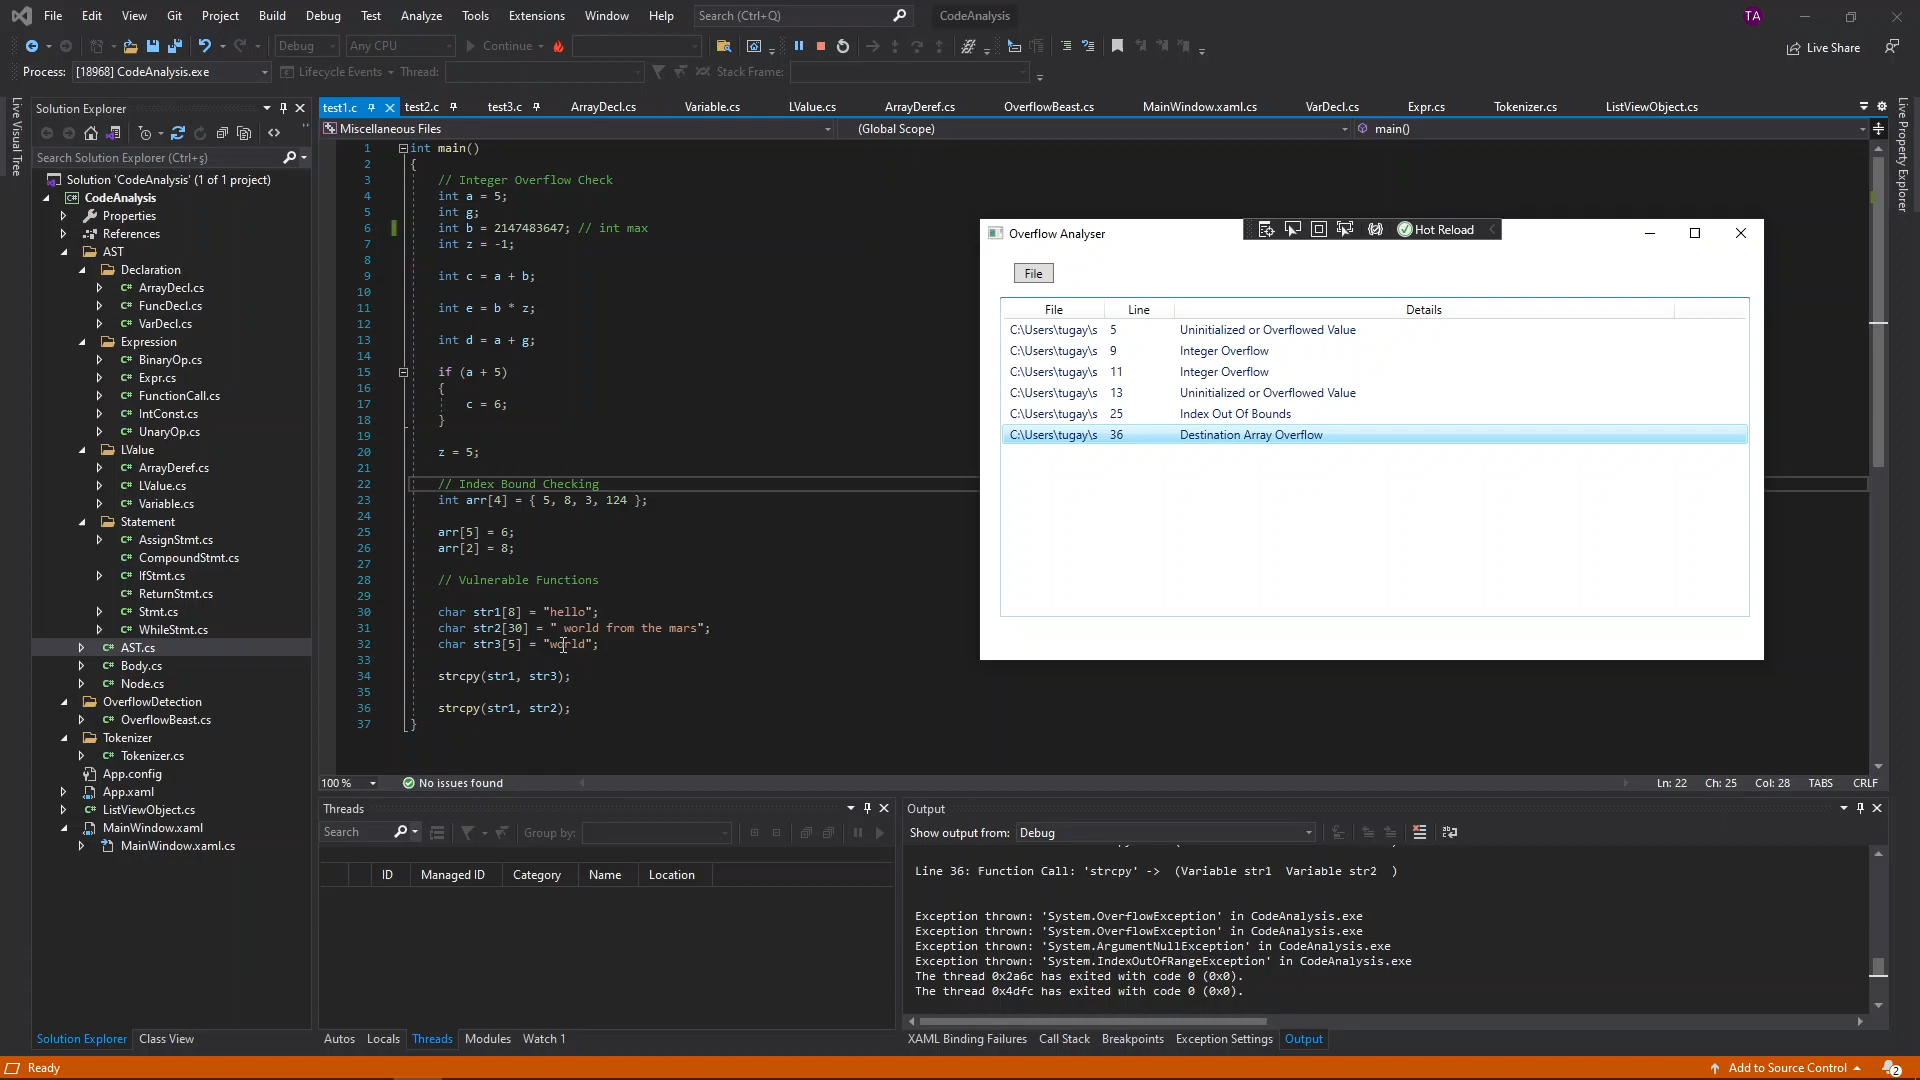 File Edit View Git Project Build Debug Test Analyze Tools Extensions Window Help Search (Ctrl+Q) CodeAnalysis TA
Debug Any CPU Continue Live Share
Process: [18968] CodeAnalysis.exe Lifecycle Events Thread: Stack Frame:
Live Visual Tree
Solution Explorer
Search Solution Explorer (Ctrl+ş)
Solution 'CodeAnalysis' (1 of 1 project)
CodeAnalysis
Properties
References
AST
Declaration
ArrayDecl.cs
FuncDecl.cs
VarDecl.cs
Expression
BinaryOp.cs
Expr.cs
FunctionCall.cs
IntConst.cs
UnaryOp.cs
LValue
ArrayDeref.cs
LValue.cs
Variable.cs
Statement
AssignStmt.cs
CompoundStmt.cs
IfStmt.cs
ReturnStmt.cs
Stmt.cs
WhileStmt.cs
AST.cs
Body.cs
Node.cs
OverflowDetection
OverflowBeast.cs
Tokenizer
Tokenizer.cs
App.config
App.xaml
ListViewObject.cs
MainWindow.xaml
MainWindow.xaml.cs
Solution Explorer Class View
test1.c test2.c test3.c ArrayDecl.cs Variable.cs LValue.cs ArrayDeref.cs OverflowBeast.cs MainWindow.xaml.cs VarDecl.cs Expr.cs Tokenizer.cs ListViewObject.cs
Miscellaneous Files (Global Scope) main()
1 int main()
2 {
3 // Integer Overflow Check
4 int a = 5;
5 int g;
6 int b = 2147483647; // int max
7 int z = -1;
8
9 int c = a + b;
10
11 int e = b * z;
12
13 int d = a + g;
14
15 if (a + 5)
16 {
17 c = 6;
18 }
19
20 z = 5;
21
22 // Index Bound Checking
23 int arr[4] = { 5, 8, 3, 124 };
24
25 arr[5] = 6;
26 arr[2] = 8;
27
28 // Vulnerable Functions
29
30 char str1[8] = "hello";
31 char str2[30] = " world from the mars";
32 char str3[5] = "world";
33
34 strcpy(str1, str3);
35
36 strcpy(str1, str2);
37 }
100 % No issues found Ln: 22 Ch: 25 Col: 28 TABS CRLF
Overflow Analyser Hot Reload
File
File Line Details
C:\Users\tugay\s 5 Uninitialized or Overflowed Value
C:\Users\tugay\s 9 Integer Overflow
C:\Users\tugay\s 11 Integer Overflow
C:\Users\tugay\s 13 Uninitialized or Overflowed Value
C:\Users\tugay\s 25 Index Out Of Bounds
C:\Users\tugay\s 36 Destination Array Overflow
Live Property Explorer
Threads
Search Group by:
ID Managed ID Category Name Location
Autos Locals Threads Modules Watch 1
Output
Show output from: Debug
Line 36: Function Call: 'strcpy' -> (Variable str1 Variable str2 )
Exception thrown: 'System.OverflowException' in CodeAnalysis.exe
Exception thrown: 'System.OverflowException' in CodeAnalysis.exe
Exception thrown: 'System.ArgumentNullException' in CodeAnalysis.exe
Exception thrown: 'System.IndexOutOfRangeException' in CodeAnalysis.exe
The thread 0x2a6c has exited with code 0 (0x0).
The thread 0x4dfc has exited with code 0 (0x0).
XAML Binding Failures Call Stack Breakpoints Exception Settings Output
Ready Add to Source Control 2